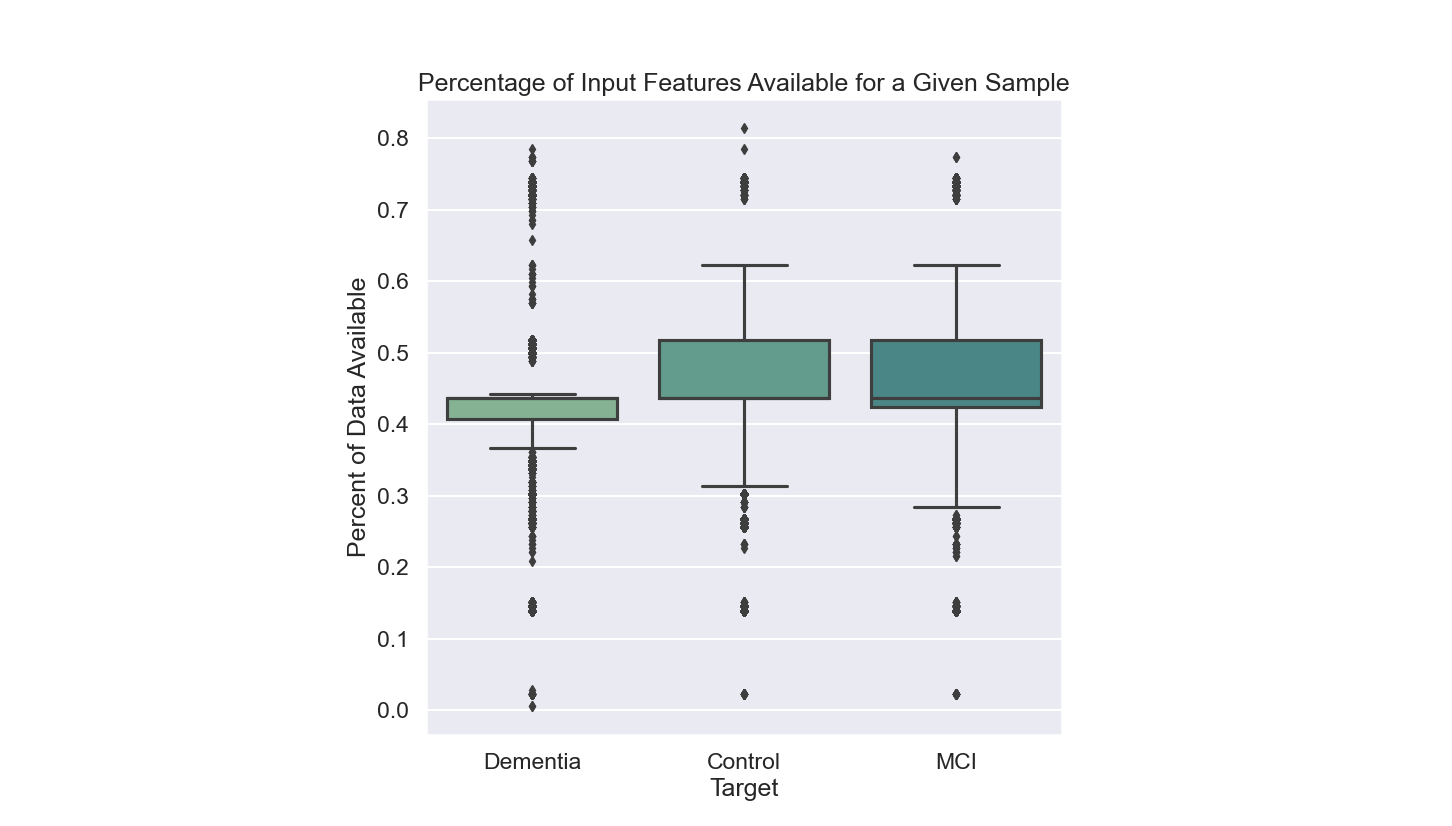 Percentage of Input Features Available for a Given Sample
Percent of Data Available
0.8
0.7
0.6
0.5
0.4
0.3
0.2
0.1
0.0
Dementia Control MCI
Target